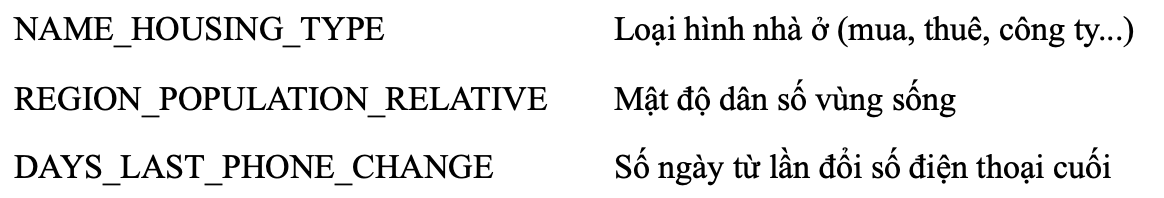 NAME_HOUSING_TYPE Loại hình nhà ở (mua, thuê, công ty...)
REGION_POPULATION_RELATIVE Mật độ dân số vùng sống
DAYS_LAST_PHONE_CHANGE Số ngày từ lần đổi số điện thoại cuối